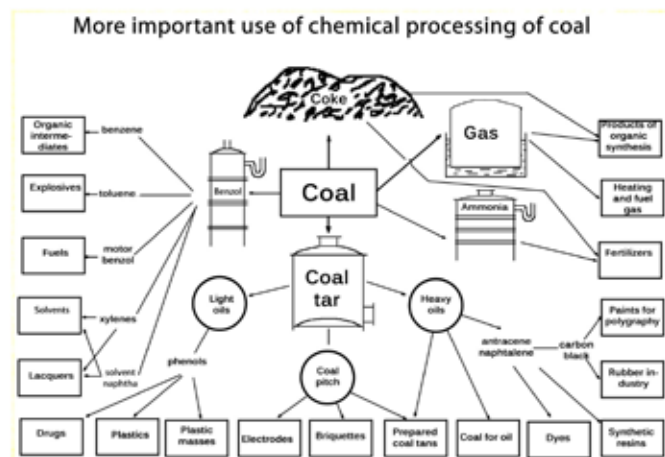 More important use of chemical processing of coal
Coke
Gas
Organic interme-
diates
benzene
Products of
organic
synthesis
Explosives
toluene
Benzol
Coal
Ammonia
Heating
and fuel
gas
Fuels
motor
benzol
Fertilizers
Coal
tar
Light
oils
Heavy
oils
Solvents
xylenes
Paints for
polygraphy
antracene
naphtalene
carbon
black
phenols
Coal
pitch
Lacquers
solvent
naphtha
Rubber in-
dustry
Drugs
Plastics
Plastic
masses
Electrodes
Briquettes
Prepared
coal tans
Coal for oil
Dyes
Synthetic
resins